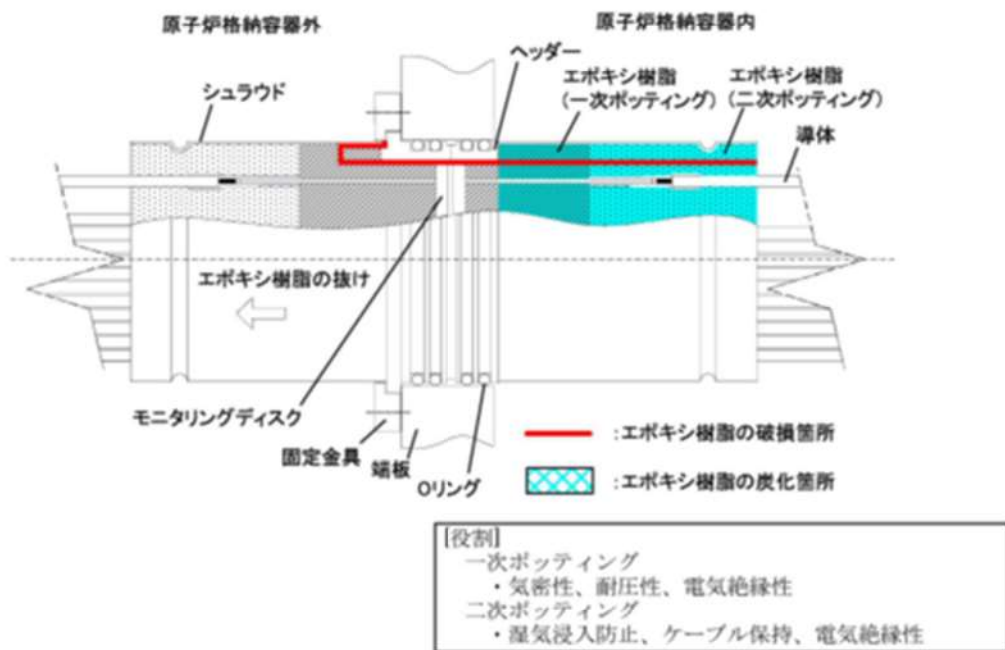 原子炉格納容器外
原子炉格納容器内
ヘッダー
シュラウド
エポキシ樹脂
(一次ポッティング)
エポキシ樹脂
(二次ポッティング)
導体
エポキシ樹脂の抜け
モニタリングディスク
固定金具
端板
Oリング
:エポキシ樹脂の破損箇所
:エポキシ樹脂の炭化箇所
[役割]
一次ポッティング
・気密性、耐圧性、電気絶縁性
二次ポッティング
・湿気浸入防止、ケーブル保持、電気絶縁性